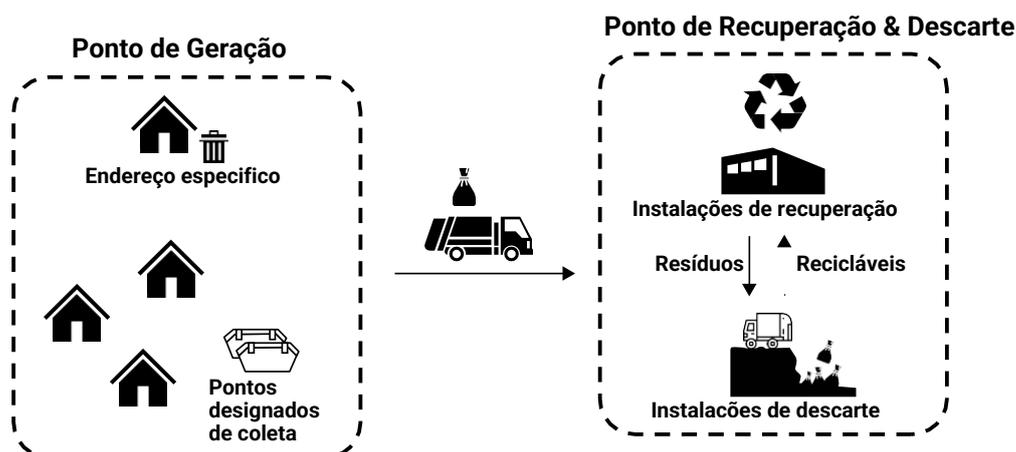 Ponto de Geração
Endereço especifico
Pontos
designados
de coleta
Ponto de Recuperação & Descarte
Instalações de recuperação
Resíduos
Recicláveis
Instalacões de descarte